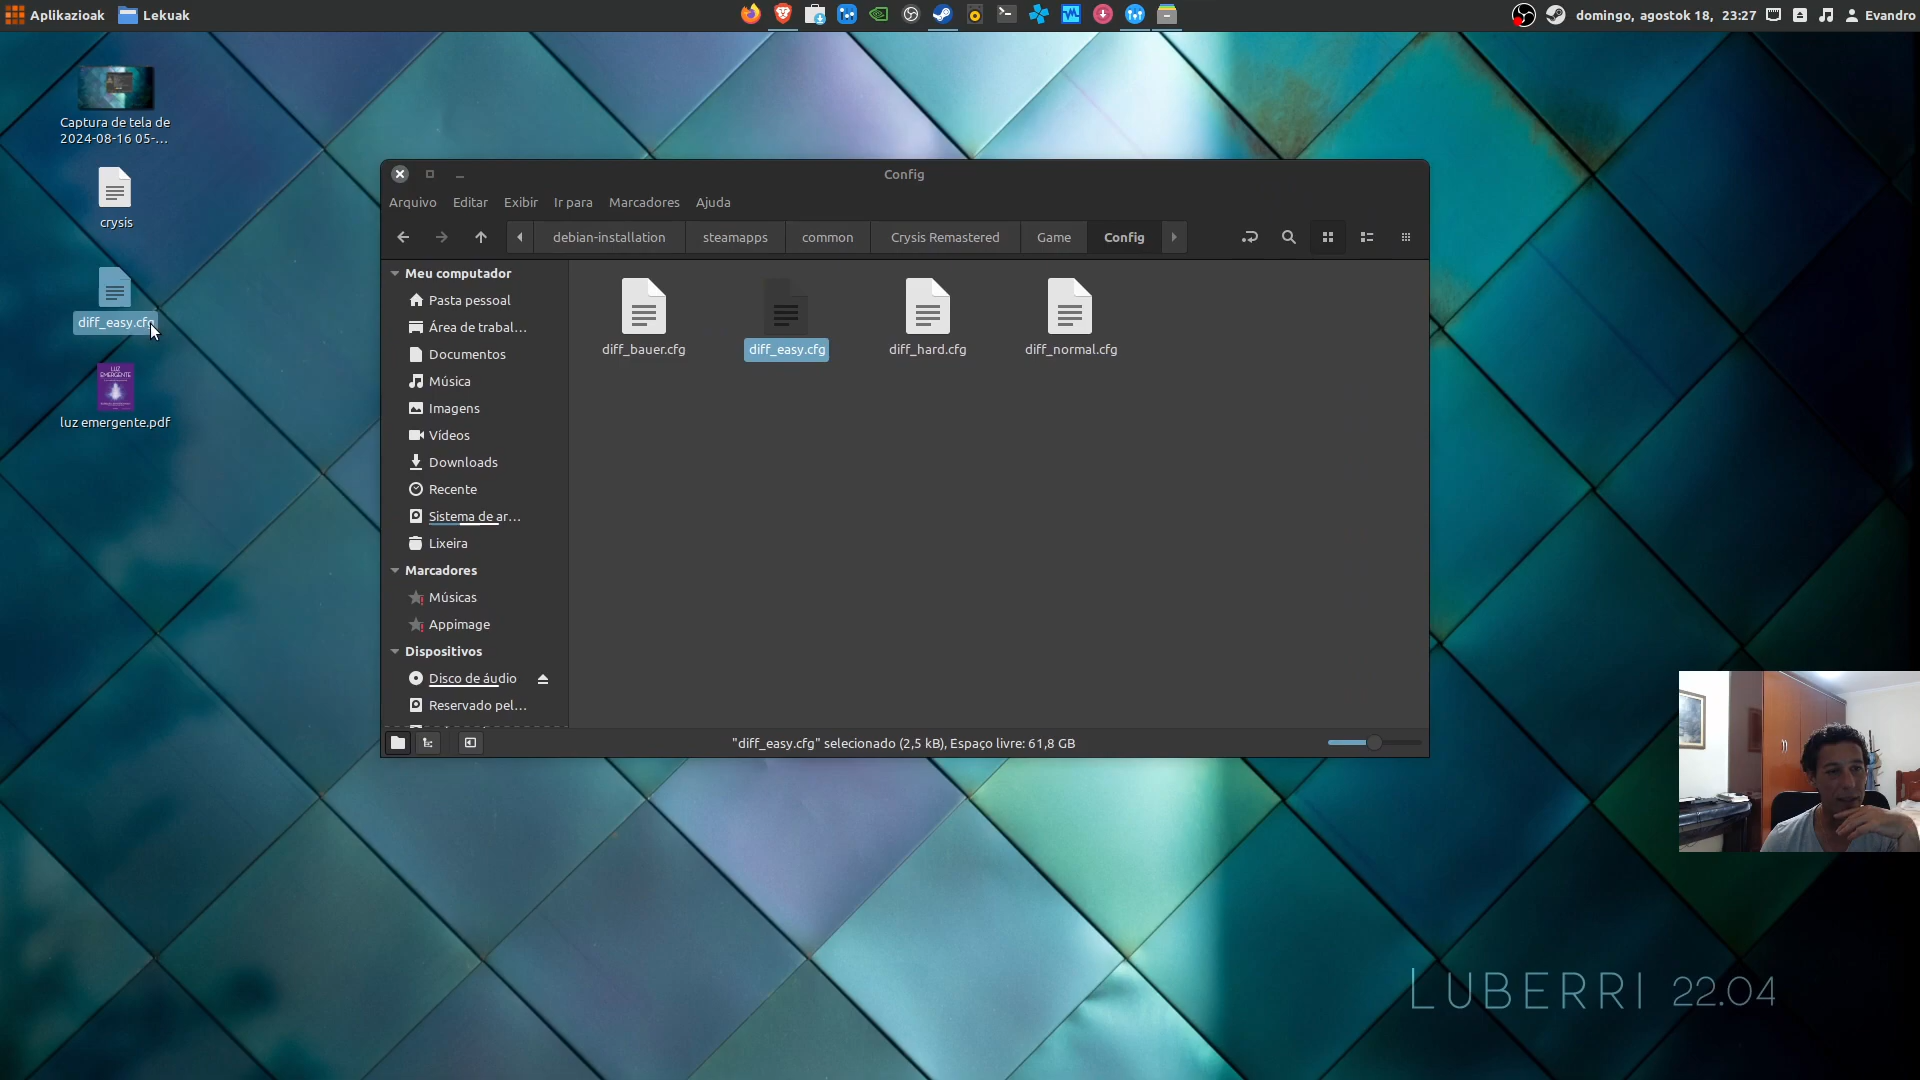 Aplikazioak
Lekuak
domingo, agostok 18, 23:27
Evandro
Captura de tela de
2024-08-16 05-...
crysis
diff_easy.cfg
luz emergente.pdf
Config
Arquivo Editar Exibir Ir para Marcadores Ajuda
debian-installation steamapps common Crysis Remastered Game Config
Meu computador
Pasta pessoal
Área de trabal...
Documentos
Música
Imagens
Vídeos
Downloads
Recente
Sistema de ar...
Lixeira
Marcadores
Músicas
Appimage
Dispositivos
Disco de áudio
Reservado pel...
diff_bauer.cfg
diff_easy.cfg
diff_hard.cfg
diff_normal.cfg
"diff_easy.cfg" selecionado (2,5 kB), Espaço livre: 61,8 GB
LUZ
EMERGENTE
LUBERRI 22.04